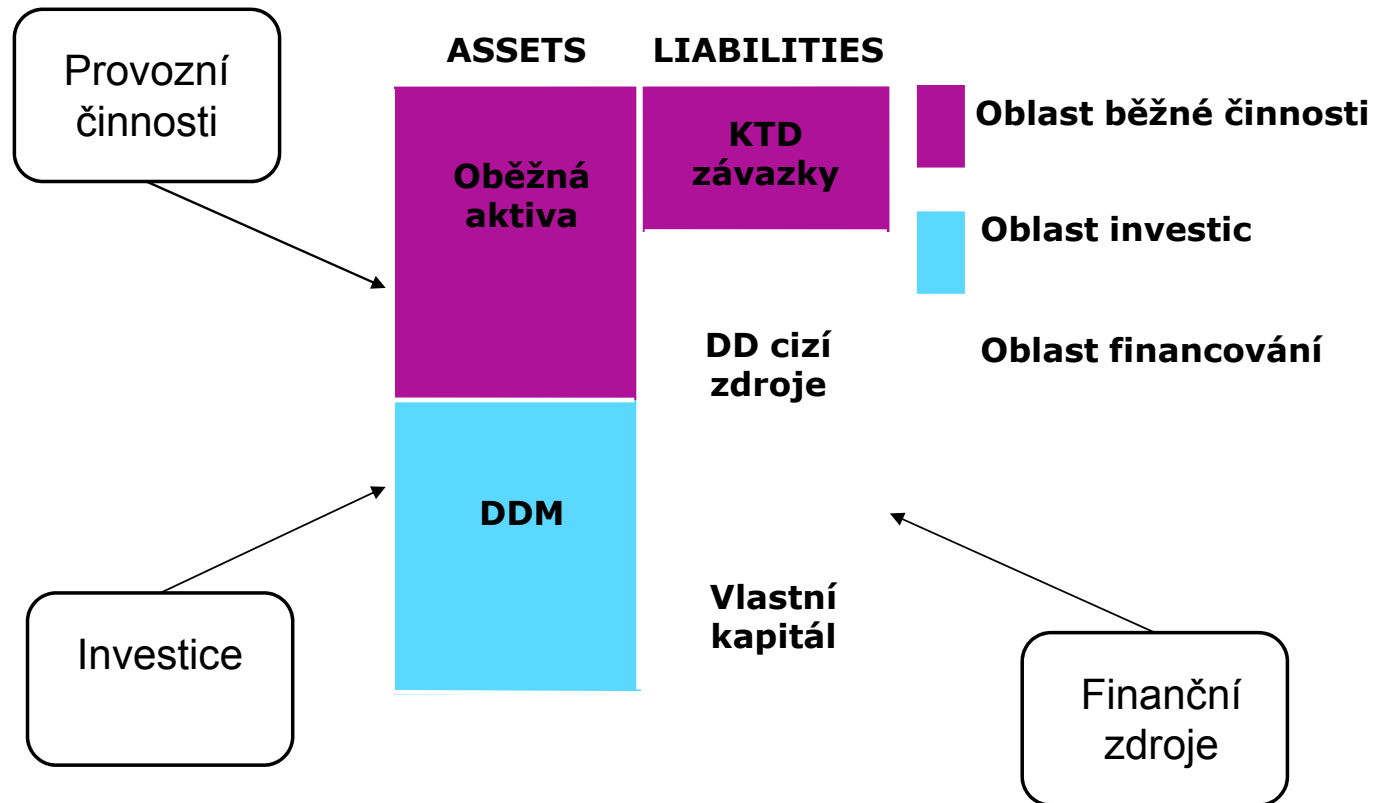 Provozní
činnosti
ASSETS
LIABILITIES
Oběžná
aktiva
KTD
závazky
Oblast běžné činnosti
Oblast investic
DD cizí
zdroje
Oblast financování
DDM
Investice
Vlastní
kapitál
Finanční
zdroje